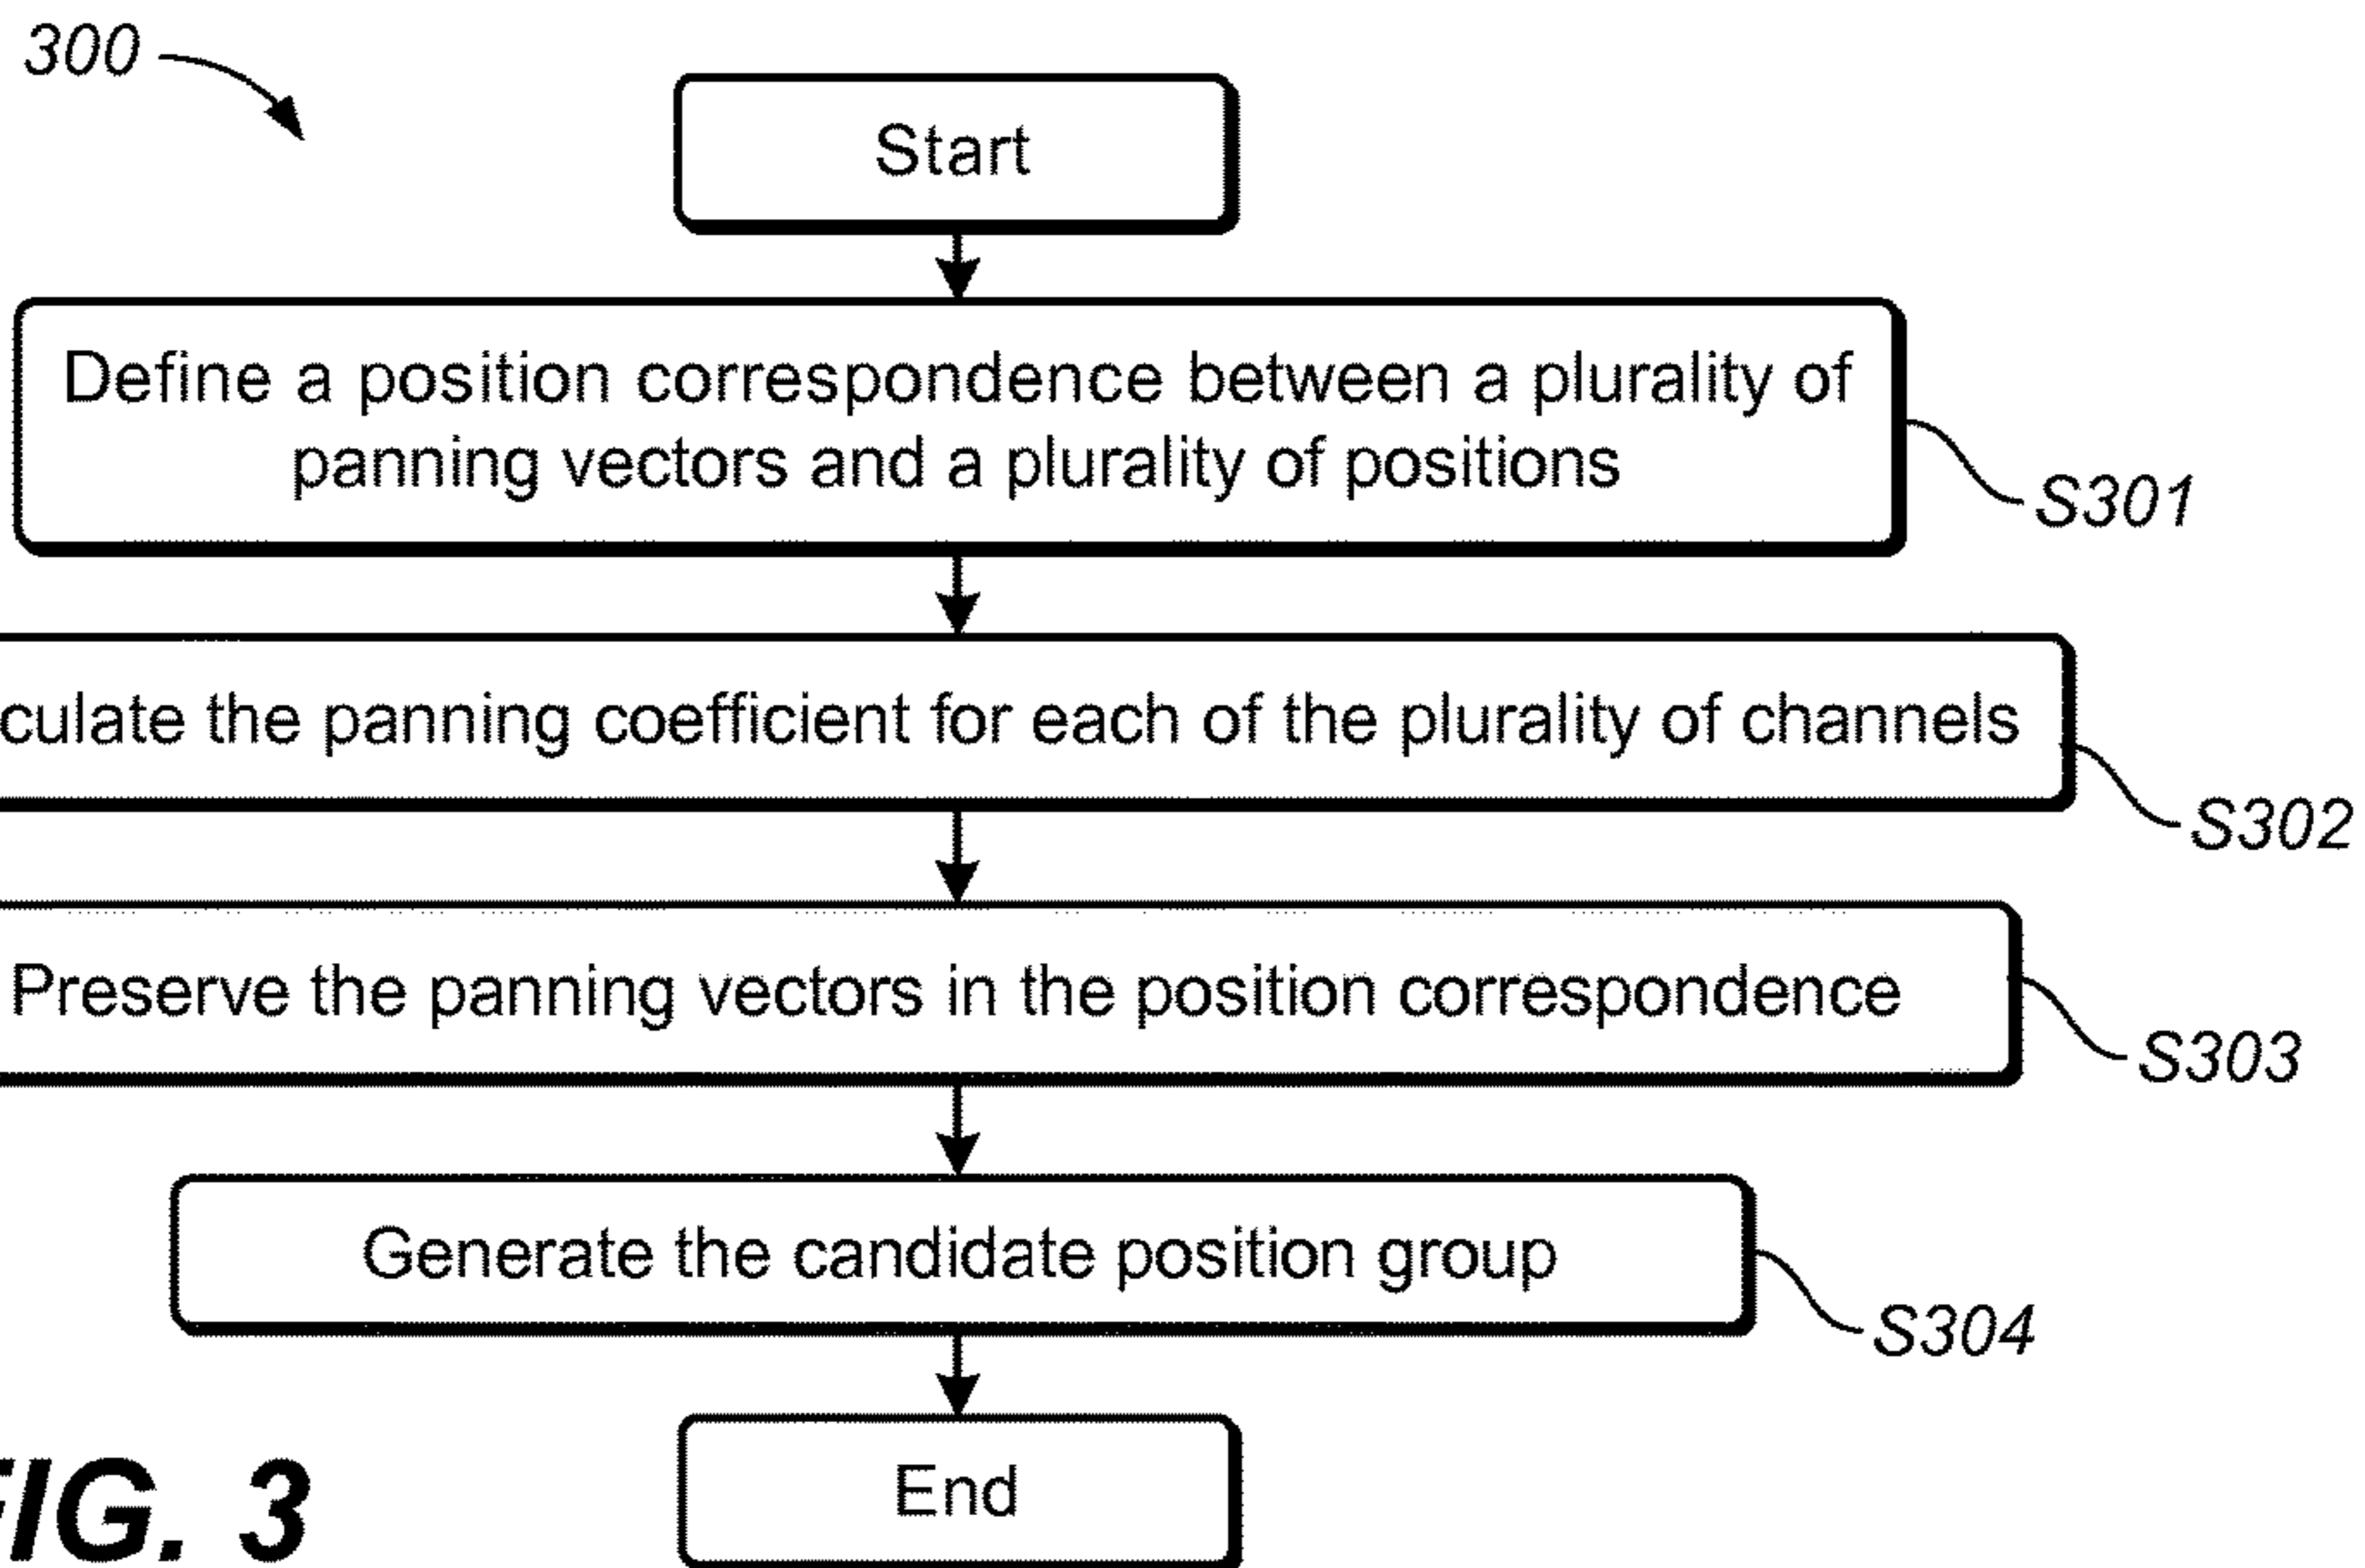 300
Start
Define a position correspondence between a plurality of
panning vectors and a plurality of positions
S301
culate the panning coefficient for each of the plurality of channels
S302
Preserve the panning vectors in the position correspondence
S303
Generate the candidate position group
S304
End
FIG. 3